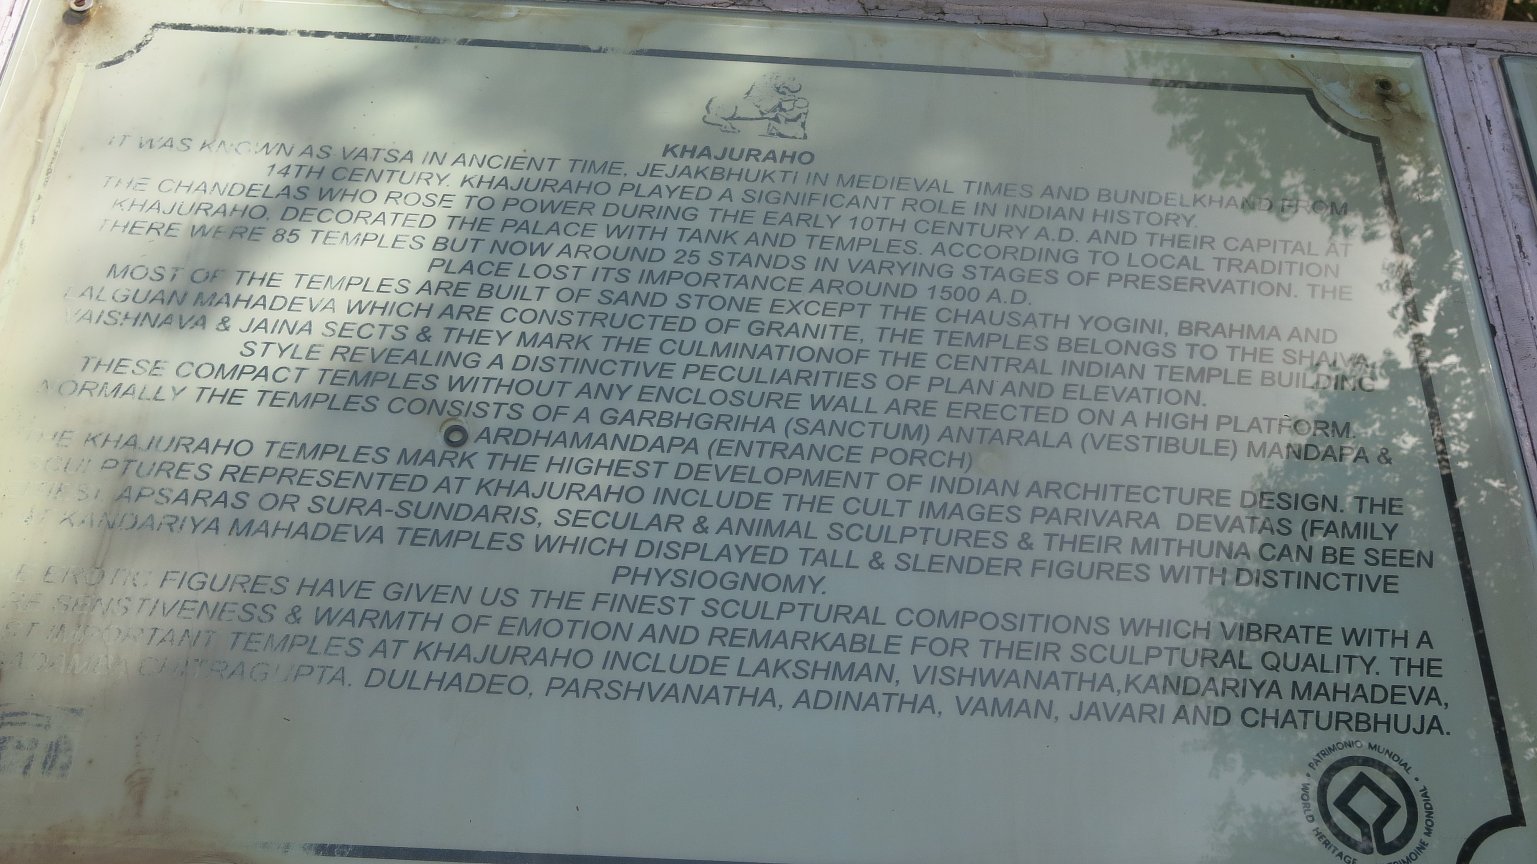 KHAJURAHO
IT WAS KNOWN AS VATSA IN ANCIENT TIME, JEJAKBHUKTI IN MEDIEVAL TIMES AND BUNDELKHAND FROM
14TH CENTURY. KHAJURAHO PLAYED A SIGNIFICANT ROLE IN INDIAN HISTORY.
THE CHANDELAS WHO ROSE TO POWER DURING THE EARLY 10TH CENTURY A.D. AND THEIR CAPITAL AT
KHAJURAHO, DECORATED THE PALACE WITH TANK AND TEMPLES. ACCORDING TO LOCAL TRADITION
THERE WERE 85 TEMPLES BUT NOW AROUND 25 STANDS IN VARYING STAGES OF PRESERVATION. THE
PLACE LOST ITS IMPORTANCE AROUND 1500 A.D.
MOST OF THE TEMPLES ARE BUILT OF SAND STONE EXCEPT THE CHAUSATH YOGINI, BRAHMA AND
LALGUAN MAHADEVA WHICH ARE CONSTRUCTED OF GRANITE, THE TEMPLES BELONGS TO THE SHAIVA,
VAISHNAVA & JAINA SECTS & THEY MARK THE CULMINATIONOF THE CENTRAL INDIAN TEMPLE BUILDING
STYLE REVEALING A DISTINCTIVE PECULIARITIES OF PLAN AND ELEVATION.
THESE COMPACT TEMPLES WITHOUT ANY ENCLOSURE WALL ARE ERECTED ON A HIGH PLATFORM.
NORMALLY THE TEMPLES CONSISTS OF A GARBHGRIHA (SANCTUM) ANTARALA (VESTIBULE) MANDAPA &
ARDHAMANDAPA (ENTRANCE PORCH)
THE KHAJURAHO TEMPLES MARK THE HIGHEST DEVELOPMENT OF INDIAN ARCHITECTURE DESIGN. THE
SCULPTURES REPRESENTED AT KHAJURAHO INCLUDE THE CULT IMAGES PARIVARA DEVATAS (FAMILY
APSARAS OR SURA-SUNDARIS, SECULAR & ANIMAL SCULPTURES & THEIR MITHUNA CAN BE SEEN
AT KANDARIYA MAHADEVA TEMPLES WHICH DISPLAYED TALL & SLENDER FIGURES WITH DISTINCTIVE
PHYSIOGNOMY.
EROTIC FIGURES HAVE GIVEN US THE FINEST SCULPTURAL COMPOSITIONS WHICH VIBRATE WITH A
SENSTIVENESS & WARMTH OF EMOTION AND REMARKABLE FOR THEIR SCULPTURAL QUALITY. THE
IMPORTANT TEMPLES AT KHAJURAHO INCLUDE LAKSHMAN, VISHWANATHA,KANDARIYA MAHADEVA,
CHITRAGUPTA, DULHADEO, PARSHVANATHA, ADINATHA, VAMAN, JAVARI AND CHATURBHUJA.
PATRIMONIO MUNDIAL
WORLD HERITAGE
MONDIAL